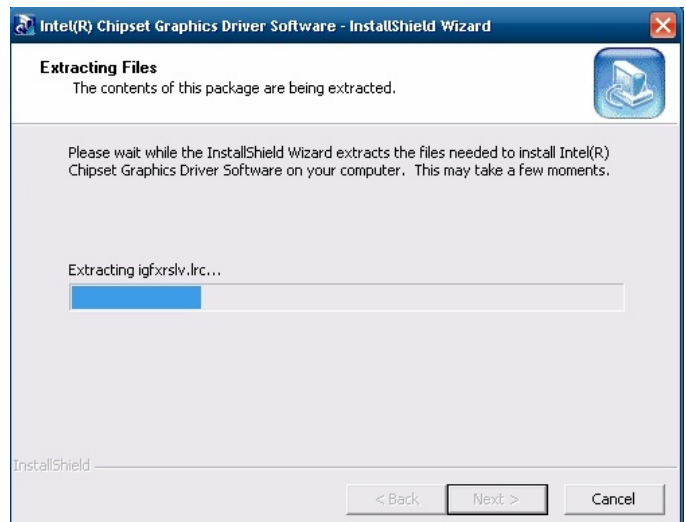 Intel(R) Chipset Graphics Driver Software - InstallShield Wizard
Extracting Files
The contents of this package are being extracted.
Please wait while the InstallShield Wizard extracts the files needed to install Intel(R)
Chipset Graphics Driver Software on your computer. This may take a few moments.
Extracting igfxrslv.lrc...
InstallShield
< Back
Next >
Cancel